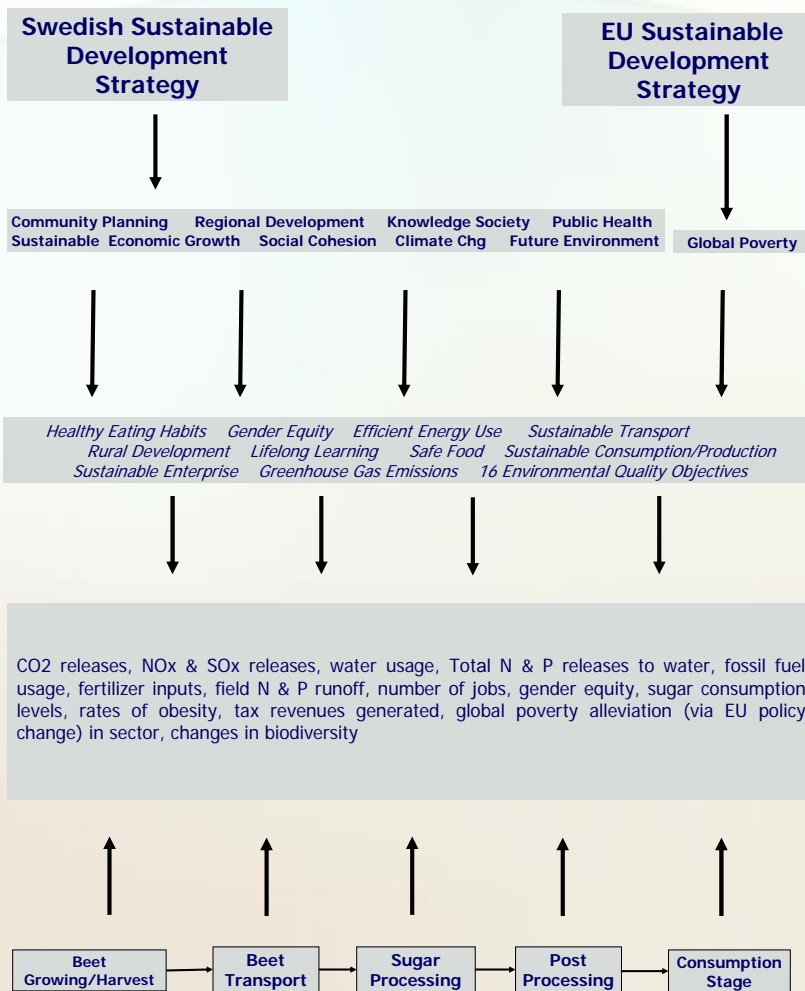 Swedish Sustainable
Development
Strategy
EU Sustainable
Development
Strategy
Community Planning Regional Development Knowledge Society Public Health
Sustainable Economic Growth Social Cohesion Climate Chg Future Environment
Global Poverty
Healthy Eating Habits Gender Equity Efficient Energy Use Sustainable Transport
Rural Development Lifelong Learning Safe Food Sustainable Consumption/Production
Sustainable Enterprise Greenhouse Gas Emissions 16 Environmental Quality Objectives
CO2 releases, NOx & SOx releases, water usage, Total N & P releases to water, fossil fuel
usage, fertilizer inputs, field N & P runoff, number of jobs, gender equity, sugar consumption
levels, rates of obesity, tax revenues generated, global poverty alleviation (via EU policy
change) in sector, changes in biodiversity
Beet
Growing/Harvest
Beet
Transport
Sugar
Processing
Post
Processing
Consumption
Stage